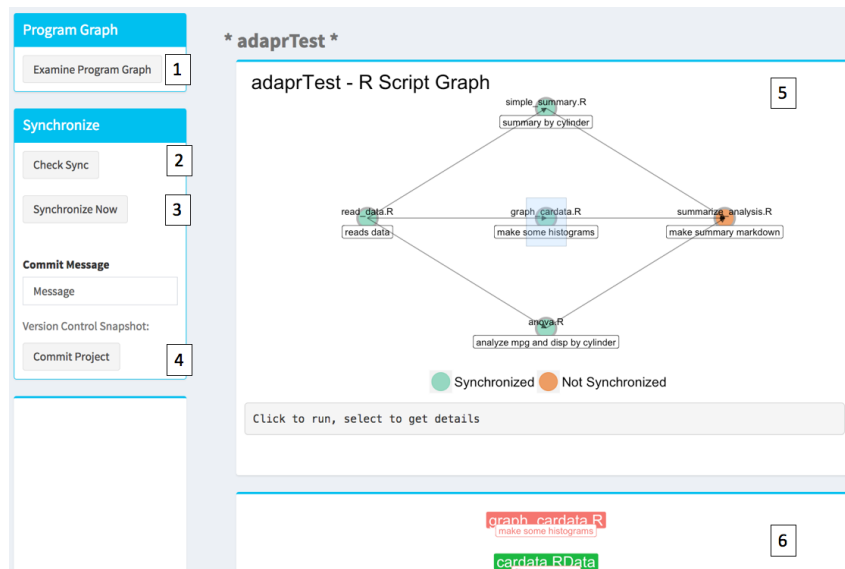 Program Graph
Examine Program Graph
1
Synchronize
Check Sync
2
Synchronize Now
3
Commit Message
Message
Version Control Snapshot:
Commit Project
4
* adaprTest *
adaprTest - R Script Graph
5
simple_summary.R
summary by cylinder
read_data.R
reads data
graph_cardata.R
make some histograms
summarize_analysis.R
make summary markdown
anova.R
analyze mpg and disp by cylinder
Synchronized
Not Synchronized
Click to run, select to get details
graph_cardata.R
make some histograms
6
cardata.RData